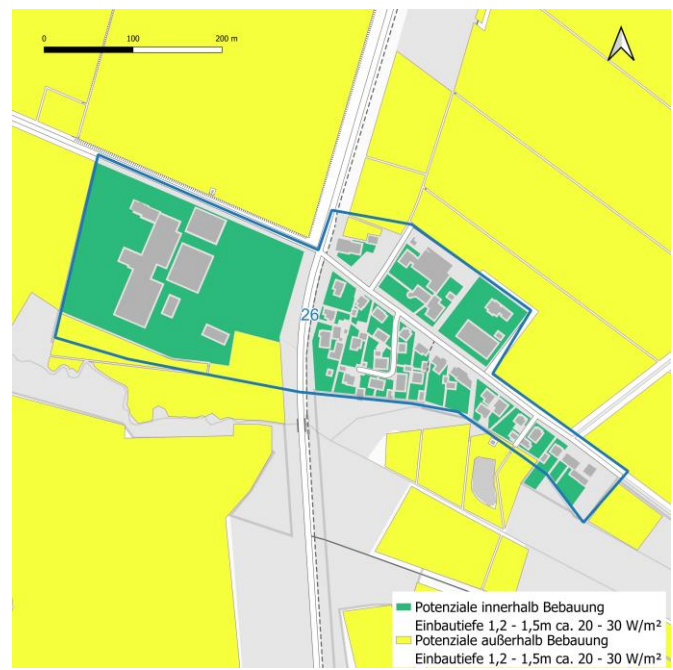 0 100 200 m
26
Potenziale innerhalb Bebauung
Einbautiefe 1,2 - 1,5m ca. 20 - 30 W/m²
Potenziale außerhalb Bebauung
Einbautiefe 1,2 - 1,5m ca. 20 - 30 W/m²